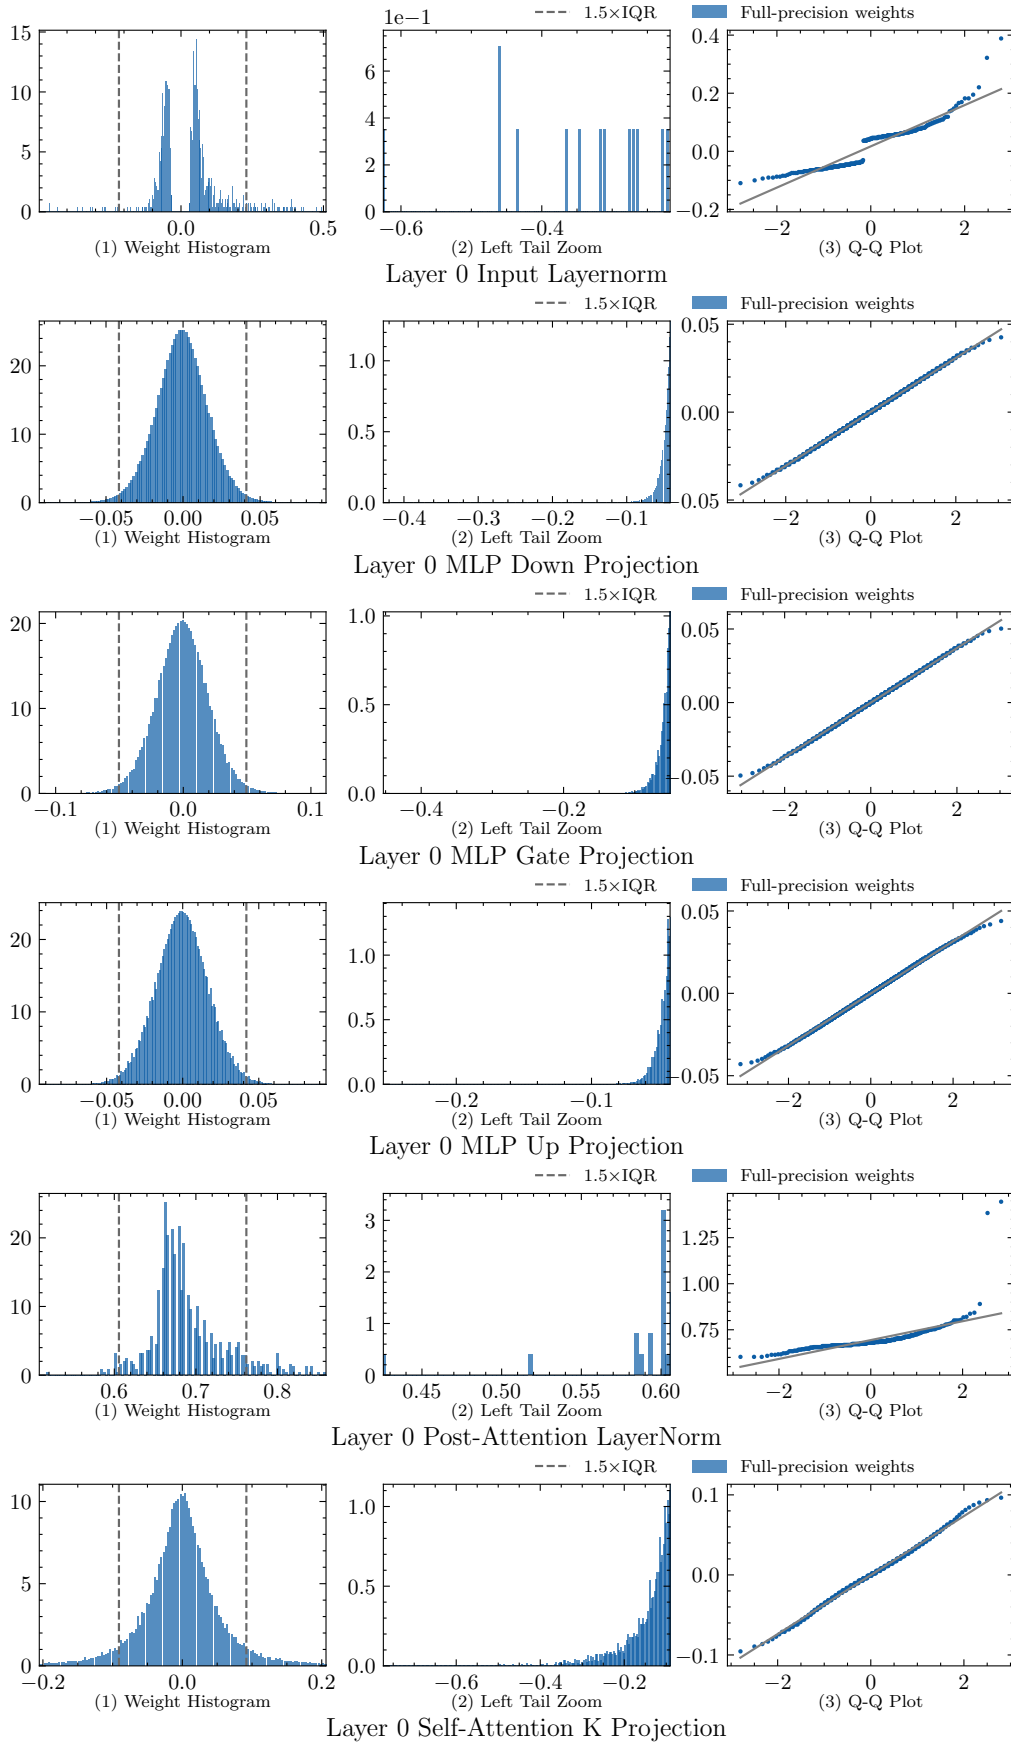 1.5×IQR Full-precision weights
15 10 5 0
0.0 0.5
(1) Weight Histogram
1e−1
6 4 2 0
−0.6 −0.4
(2) Left Tail Zoom
0.4 0.2 0.0 −0.2
−2 0 2
(3) Q-Q Plot
Layer 0 Input Layernorm
1.5×IQR Full-precision weights
20 10 0
−0.05 0.00 0.05
(1) Weight Histogram
1.0 0.5 0.0
−0.4 −0.3 −0.2 −0.1
(2) Left Tail Zoom
0.05 0.00 −0.05
−2 0 2
(3) Q-Q Plot
Layer 0 MLP Down Projection
1.5×IQR Full-precision weights
20 10 0
−0.1 0.0 0.1
(1) Weight Histogram
1.0 0.5 0.0
−0.4 −0.2
(2) Left Tail Zoom
0.05 0.00 −0.05
−2 0 2
(3) Q-Q Plot
Layer 0 MLP Gate Projection
1.5×IQR Full-precision weights
20 10 0
−0.05 0.00 0.05
(1) Weight Histogram
1.0 0.5 0.0
−0.2 −0.1
(2) Left Tail Zoom
0.05 0.00 −0.05
−2 0 2
(3) Q-Q Plot
Layer 0 MLP Up Projection
1.5×IQR Full-precision weights
20 10 0
0.6 0.7 0.8
(1) Weight Histogram
3 2 1 0
0.45 0.50 0.55 0.60
(2) Left Tail Zoom
1.25 1.00 0.75
−2 0 2
(3) Q-Q Plot
Layer 0 Post-Attention LayerNorm
1.5×IQR Full-precision weights
10 5 0
−0.2 0.0 0.2
(1) Weight Histogram
1.0 0.5 0.0
−0.6 −0.4 −0.2
(2) Left Tail Zoom
0.1 0.0 −0.1
−2 0 2
(3) Q-Q Plot
Layer 0 Self-Attention K Projection